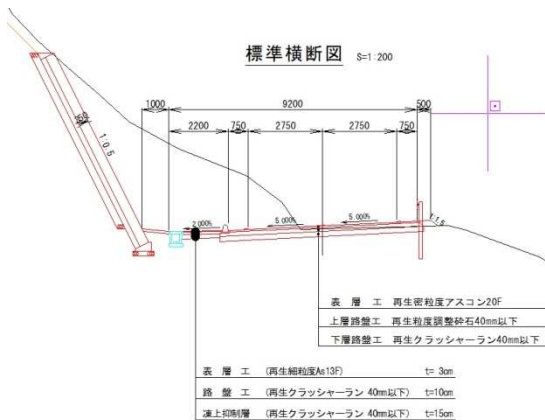 標準横断図 S=1:200
1000 9200 500
2200 750 2750 2750 750
1:0.5
2.000% 5.000% 5.000% 1:1.5
表 層 工 再生密粒度アスコン20F
上層路盤工 再生粒度調整砕石40mm以下
下層路盤工 再生クラッシャーラン40mm以下
表 層 工 (再生細粒度As13F) t= 3cm
路 盤 工 (再生クラッシャーラン 40mm以下) t=10cm
凍上抑制層 (再生クラッシャーラン 40mm以下) t=15cm